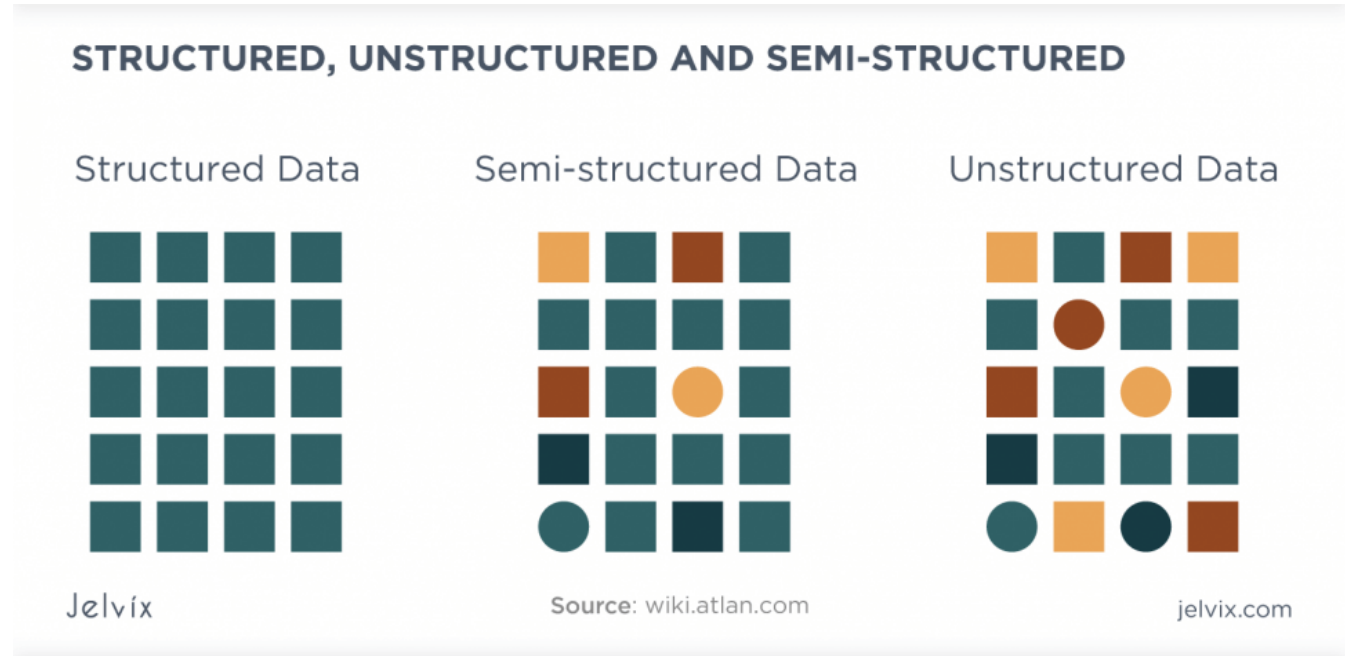 STRUCTURED, UNSTRUCTURED AND SEMI-STRUCTURED
Structured Data
Semi-structured Data
Unstructured Data
Jelvix
Source: wiki.atlan.com
jelvix.com